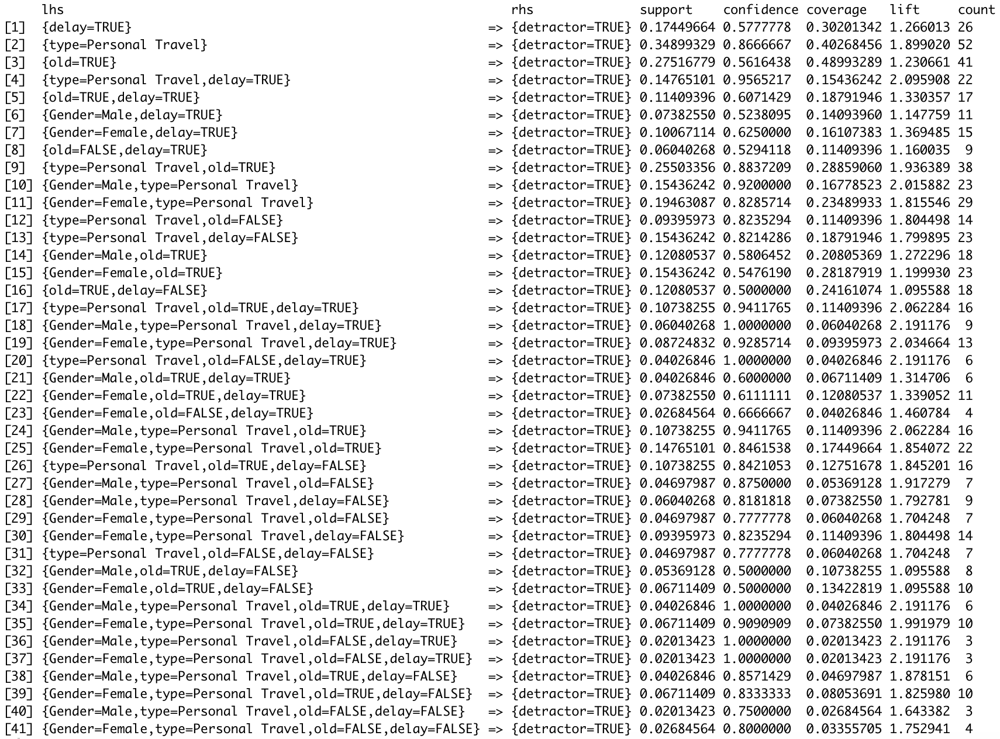 lhs rhs support confidence coverage lift count
[1] {delay=TRUE} => {detractor=TRUE} 0.17449664 0.5777778 0.30201342 1.266013 26
[2] {type=Personal Travel} => {detractor=TRUE} 0.34899329 0.8666667 0.40268456 1.899020 52
[3] {old=TRUE} => {detractor=TRUE} 0.27516779 0.5616438 0.48993289 1.230661 41
[4] {type=Personal Travel,delay=TRUE} => {detractor=TRUE} 0.14765101 0.9565217 0.15436242 2.095908 22
[5] {old=TRUE,delay=TRUE} => {detractor=TRUE} 0.11409396 0.6071429 0.18791946 1.330357 17
[6] {Gender=Male,delay=TRUE} => {detractor=TRUE} 0.07382550 0.5238095 0.14093960 1.147759 11
[7] {Gender=Female,delay=TRUE} => {detractor=TRUE} 0.10067114 0.6250000 0.16107383 1.369485 15
[8] {old=FALSE,delay=TRUE} => {detractor=TRUE} 0.06040268 0.5294118 0.11409396 1.160035 9
[9] {type=Personal Travel,old=TRUE} => {detractor=TRUE} 0.25503356 0.8837209 0.28859060 1.936389 38
[10] {Gender=Male,type=Personal Travel} => {detractor=TRUE} 0.15436242 0.9200000 0.16778523 2.015882 23
[11] {Gender=Female,type=Personal Travel} => {detractor=TRUE} 0.19463087 0.8285714 0.23489933 1.815546 29
[12] {type=Personal Travel,old=FALSE} => {detractor=TRUE} 0.09395973 0.8235294 0.11409396 1.804498 14
[13] {type=Personal Travel,delay=FALSE} => {detractor=TRUE} 0.15436242 0.8214286 0.18791946 1.799895 23
[14] {Gender=Male,old=TRUE} => {detractor=TRUE} 0.12080537 0.5806452 0.20805369 1.272296 18
[15] {Gender=Female,old=TRUE} => {detractor=TRUE} 0.15436242 0.5476190 0.28187919 1.199930 23
[16] {old=TRUE,delay=FALSE} => {detractor=TRUE} 0.12080537 0.5000000 0.24161074 1.095588 18
[17] {type=Personal Travel,old=TRUE,delay=TRUE} => {detractor=TRUE} 0.10738255 0.9411765 0.11409396 2.062284 16
[18] {Gender=Male,type=Personal Travel,delay=TRUE} => {detractor=TRUE} 0.06040268 1.0000000 0.06040268 2.191176 9
[19] {Gender=Female,type=Personal Travel,delay=TRUE} => {detractor=TRUE} 0.08724832 0.9285714 0.09395973 2.034664 13
[20] {type=Personal Travel,old=FALSE,delay=TRUE} => {detractor=TRUE} 0.04026846 1.0000000 0.04026846 2.191176 6
[21] {Gender=Male,old=TRUE,delay=TRUE} => {detractor=TRUE} 0.04026846 0.6000000 0.06711409 1.314706 6
[22] {Gender=Female,old=TRUE,delay=TRUE} => {detractor=TRUE} 0.07382550 0.6111111 0.12080537 1.339052 11
[23] {Gender=Female,old=FALSE,delay=TRUE} => {detractor=TRUE} 0.02684564 0.6666667 0.04026846 1.460784 4
[24] {Gender=Male,type=Personal Travel,old=TRUE} => {detractor=TRUE} 0.10738255 0.9411765 0.11409396 2.062284 16
[25] {Gender=Female,type=Personal Travel,old=TRUE} => {detractor=TRUE} 0.14765101 0.8461538 0.17449664 1.854072 22
[26] {type=Personal Travel,old=TRUE,delay=FALSE} => {detractor=TRUE} 0.10738255 0.8421053 0.12751678 1.845201 16
[27] {Gender=Male,type=Personal Travel,old=FALSE} => {detractor=TRUE} 0.04697987 0.8750000 0.05369128 1.917279 7
[28] {Gender=Male,type=Personal Travel,delay=FALSE} => {detractor=TRUE} 0.06040268 0.8181818 0.07382550 1.792781 9
[29] {Gender=Female,type=Personal Travel,old=FALSE} => {detractor=TRUE} 0.04697987 0.7777778 0.06040268 1.704248 7
[30] {Gender=Female,type=Personal Travel,delay=FALSE} => {detractor=TRUE} 0.09395973 0.8235294 0.11409396 1.804498 14
[31] {type=Personal Travel,old=FALSE,delay=FALSE} => {detractor=TRUE} 0.04697987 0.7777778 0.06040268 1.704248 7
[32] {Gender=Male,old=TRUE,delay=FALSE} => {detractor=TRUE} 0.05369128 0.5000000 0.10738255 1.095588 8
[33] {Gender=Female,old=TRUE,delay=FALSE} => {detractor=TRUE} 0.06711409 0.5000000 0.13422819 1.095588 10
[34] {Gender=Male,type=Personal Travel,old=TRUE,delay=TRUE} => {detractor=TRUE} 0.04026846 1.0000000 0.04026846 2.191176 6
[35] {Gender=Female,type=Personal Travel,old=TRUE,delay=TRUE} => {detractor=TRUE} 0.06711409 0.9090909 0.07382550 1.991979 10
[36] {Gender=Male,type=Personal Travel,old=FALSE,delay=TRUE} => {detractor=TRUE} 0.02013423 1.0000000 0.02013423 2.191176 3
[37] {Gender=Female,type=Personal Travel,old=FALSE,delay=TRUE} => {detractor=TRUE} 0.02013423 1.0000000 0.02013423 2.191176 3
[38] {Gender=Male,type=Personal Travel,old=TRUE,delay=FALSE} => {detractor=TRUE} 0.04026846 0.8571429 0.04697987 1.878151 6
[39] {Gender=Female,type=Personal Travel,old=TRUE,delay=FALSE} => {detractor=TRUE} 0.06711409 0.8333333 0.08053691 1.825980 10
[40] {Gender=Male,type=Personal Travel,old=FALSE,delay=FALSE} => {detractor=TRUE} 0.02013423 0.7500000 0.02684564 1.643382 3
[41] {Gender=Female,type=Personal Travel,old=FALSE,delay=FALSE} => {detractor=TRUE} 0.02684564 0.8000000 0.03355705 1.752941 4